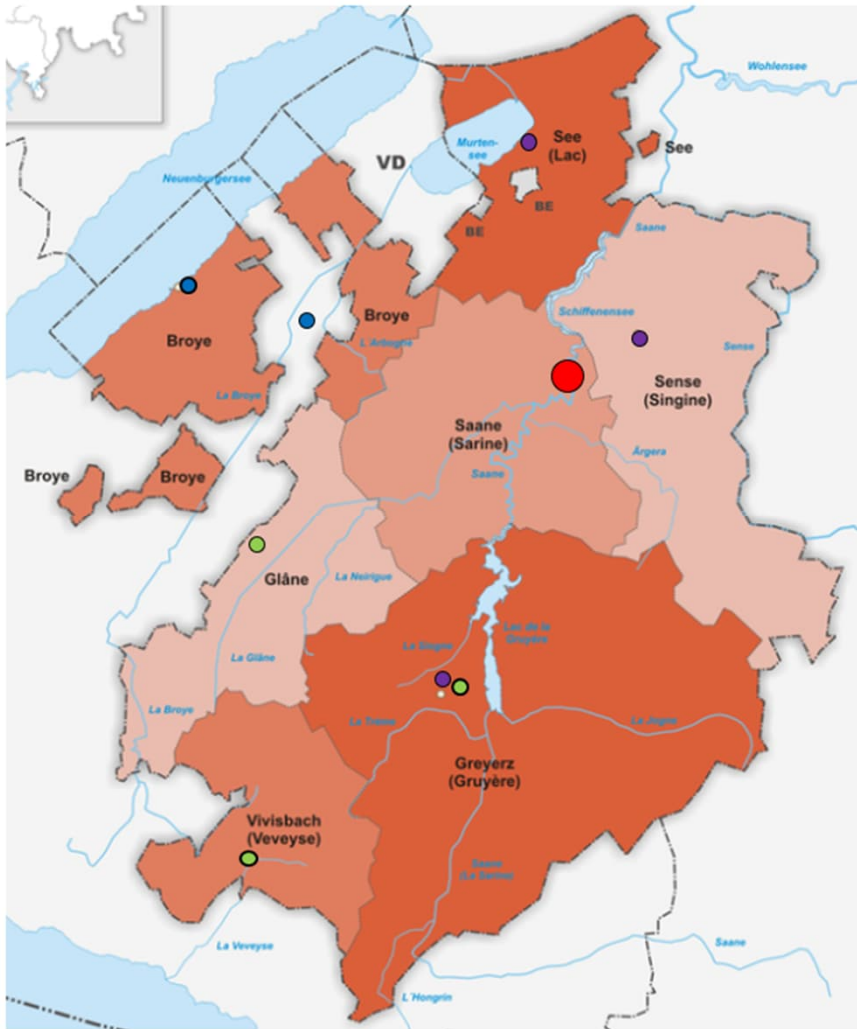 Wohlensee
Murten-
see
See
(Lac)
See
VD
Neuenburgersee
BE
BE
Saane
Schiffenensee
Broye
Broye
L'Arbogne
Sense
Sense
(Singine)
La Broye
Saane
(Sarine)
Ärgera
Saane
Broye
Broye
Glâne
La Neirigue
Lac de la
Gruyère
La Sionge
La Glâne
La Broye
La Trême
La Jogne
Greyerz
(Gruyère)
Vivisbach
(Veveyse)
Saane
(La Sarine)
La Veveyse
Saane
L'Hongrin